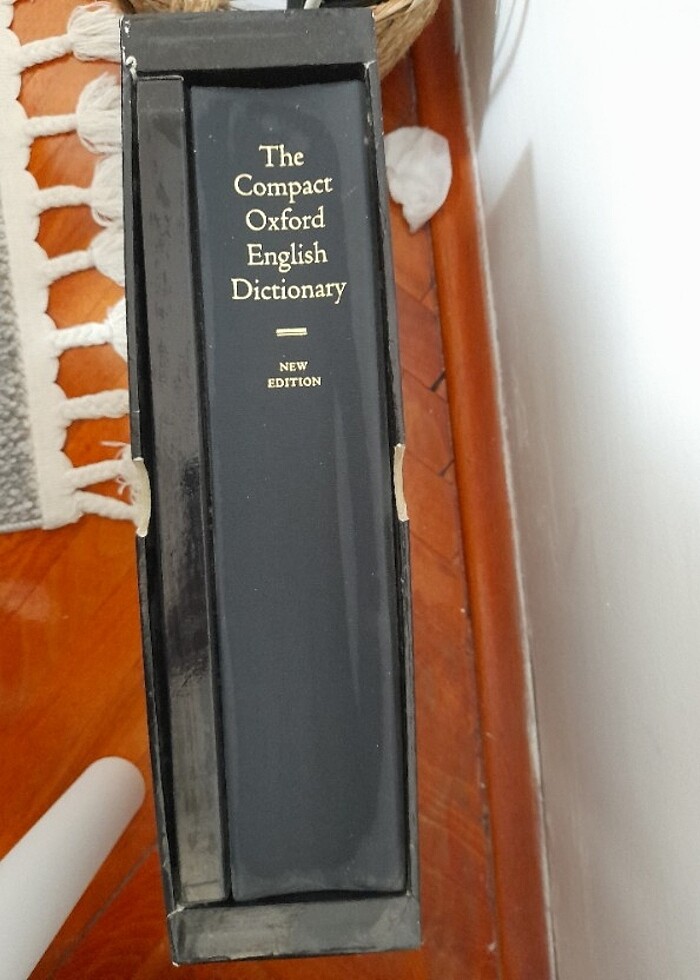 The
Compact
Oxford
English
Dictionary
NEW
EDITION